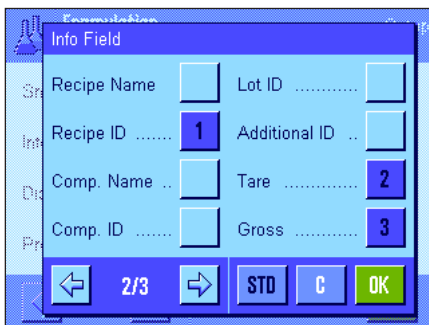 Formulation
Info Field
Recipe Name
Lot ID ............
Recipe ID ....... 1
Additional ID ..
Comp. Name ..
Tare ............. 2
Comp. ID .....
Gross ........... 3
2/3
STD
C
OK